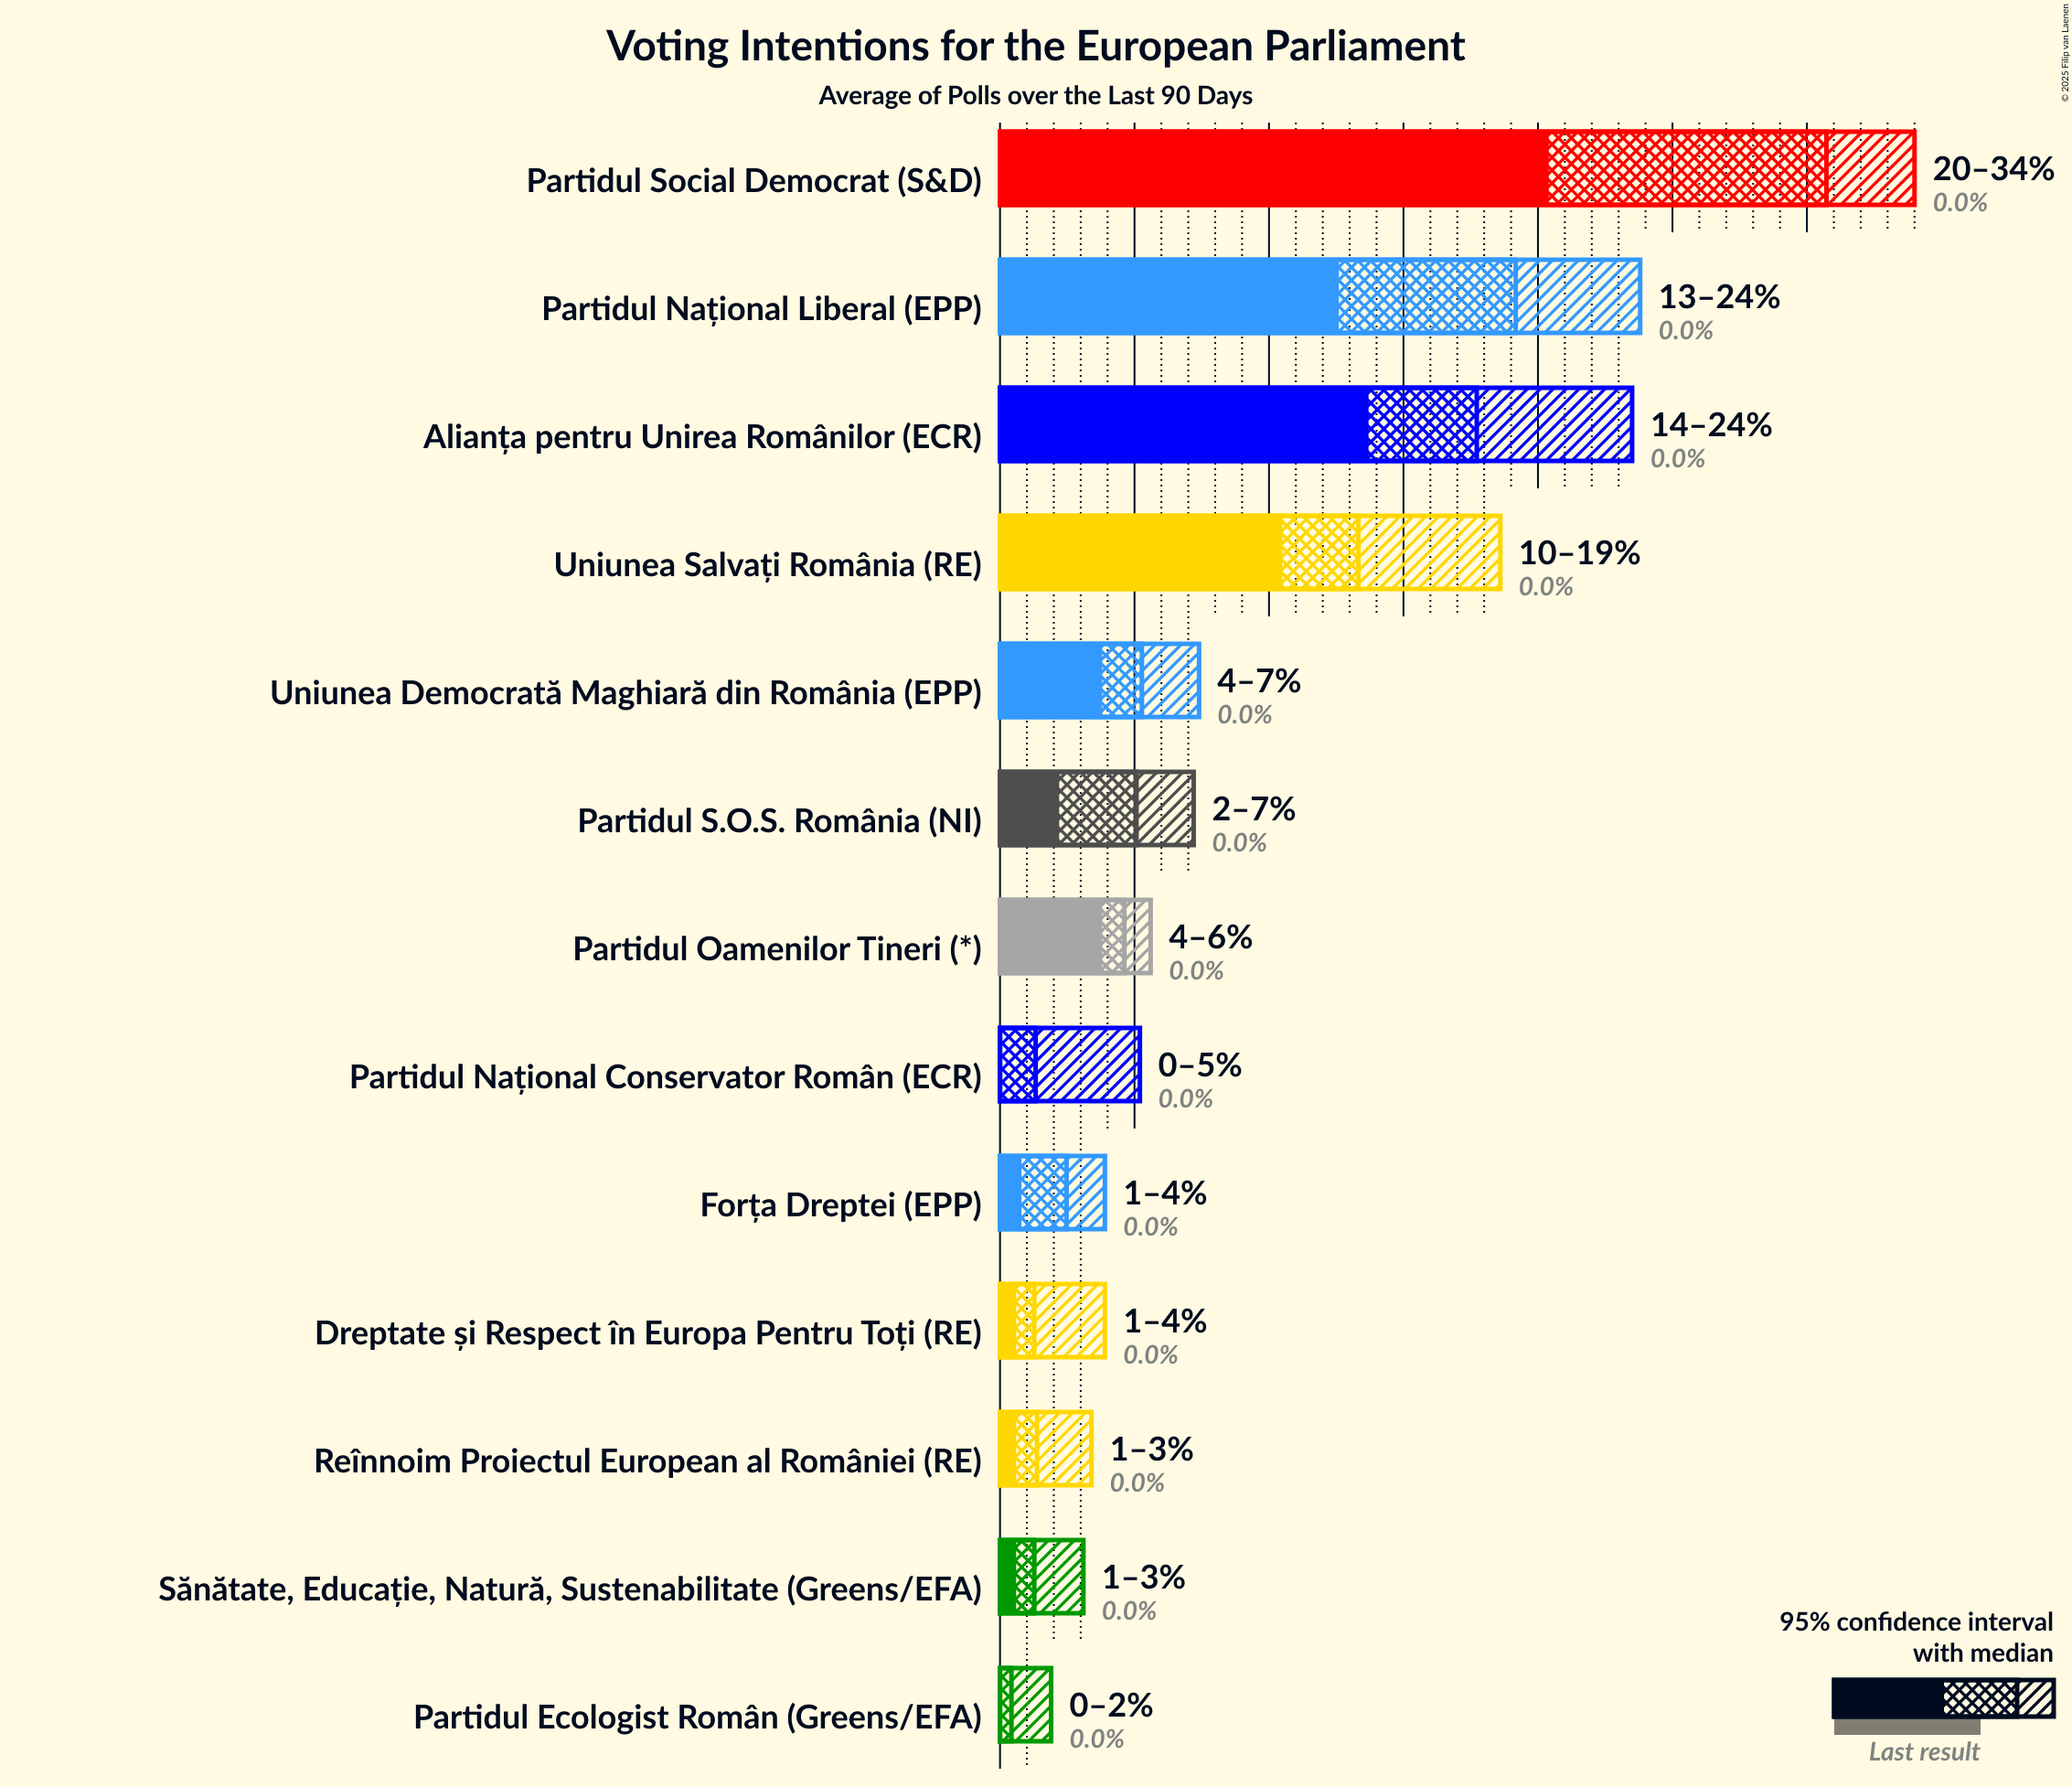 Voting Intentions for the European Parliament
Average of Polls over the Last 90 Days
© 2025 Filip van Laenen
Partidul Social Democrat (S&D)
20–34%
0.0%
Partidul Național Liberal (EPP)
13–24%
0.0%
Alianța pentru Unirea Românilor (ECR)
14–24%
0.0%
Uniunea Salvați România (RE)
10–19%
0.0%
Uniunea Democrată Maghiară din România (EPP)
4–7%
0.0%
Partidul S.O.S. România (NI)
2–7%
0.0%
Partidul Oamenilor Tineri (*)
4–6%
0.0%
Partidul Național Conservator Român (ECR)
0–5%
0.0%
Forța Dreptei (EPP)
1–4%
0.0%
Dreptate și Respect în Europa Pentru Toți (RE)
1–4%
0.0%
Reînnoim Proiectul European al României (RE)
1–3%
0.0%
Sănătate, Educație, Natură, Sustenabilitate (Greens/EFA)
1–3%
0.0%
Partidul Ecologist Român (Greens/EFA)
0–2%
0.0%
95% confidence interval
with median
Last result